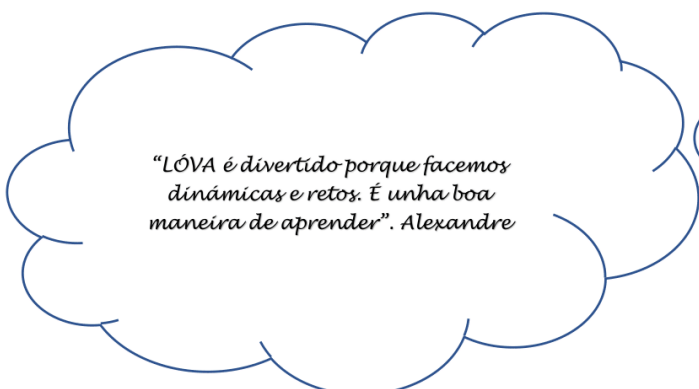 “LÓVA é divertido porque facemos
dinámicas e retos. É unha boa
maneira de aprender”. Alexandre